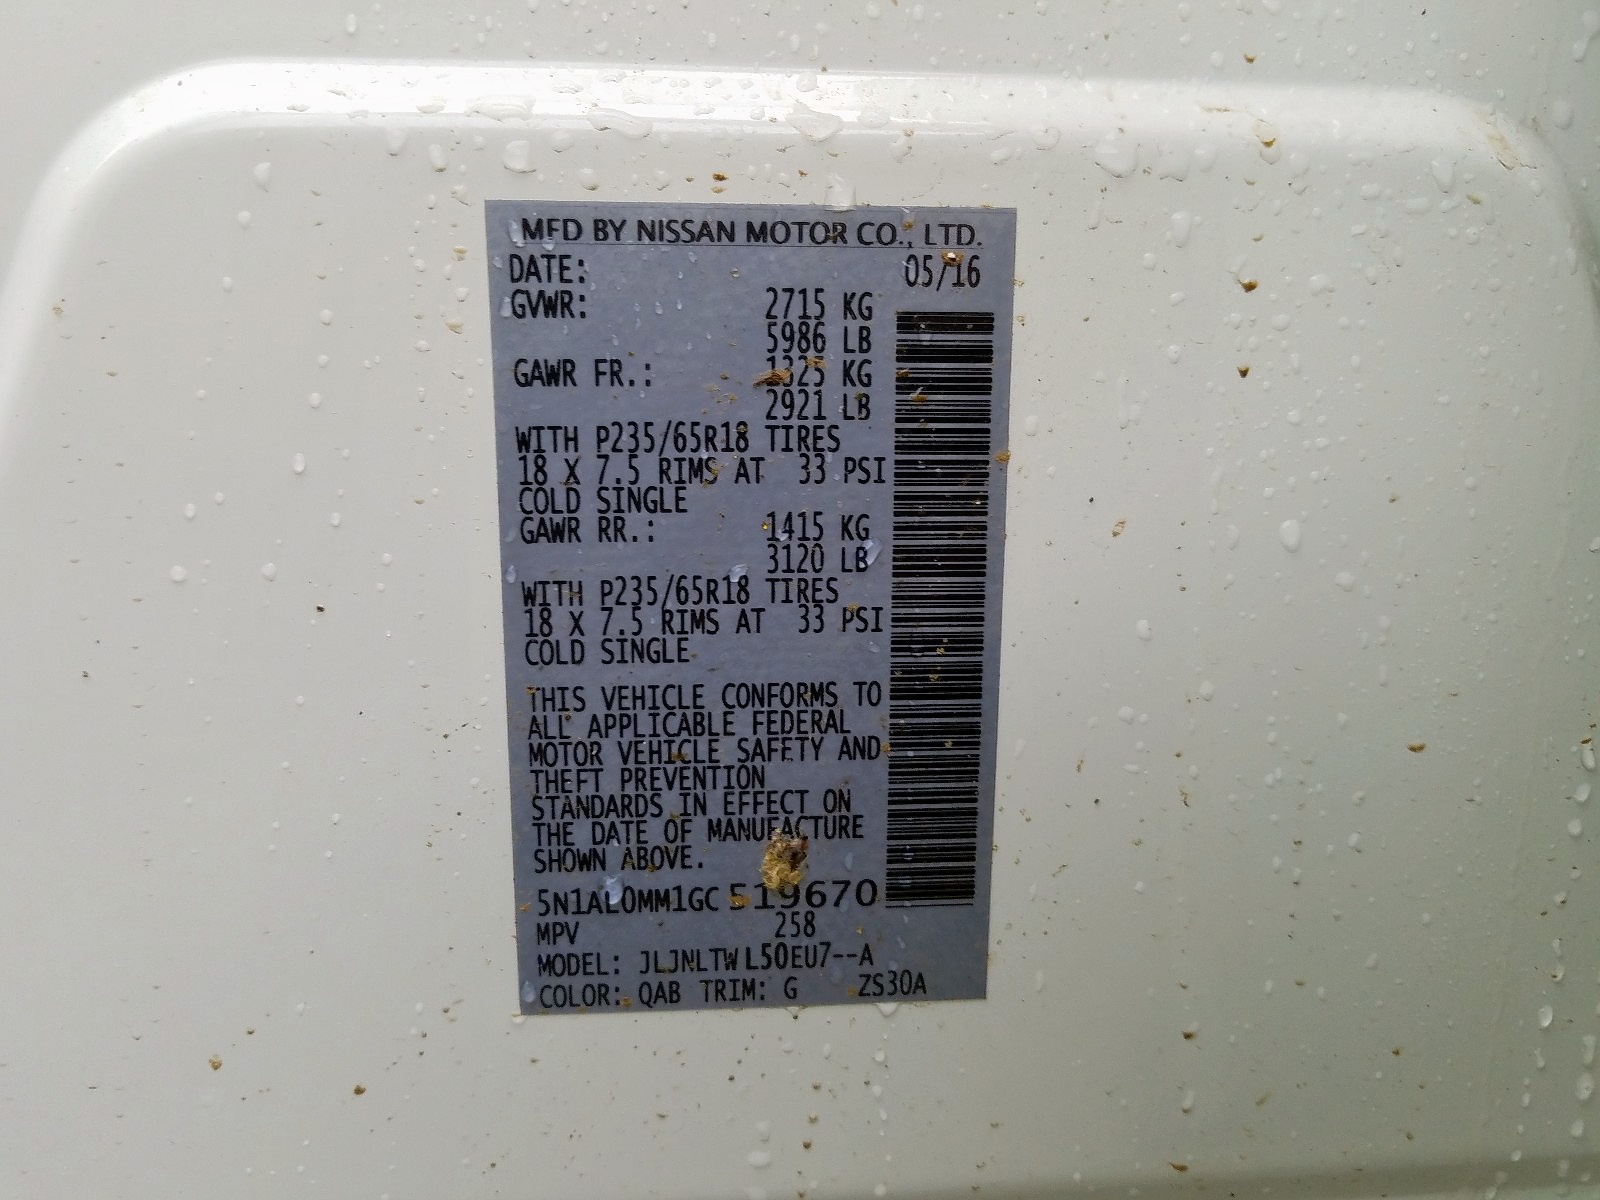 MFD BY NISSAN MOTOR CO., LTD.
DATE: 05/16
GVWR: 2715 KG
5986 LB
GAWR FR.: 1325 KG
2921 LB
WITH P235/65R18 TIRES
18 X 7.5 RIMS AT 33 PSI
COLD SINGLE
GAWR RR.: 1415 KG
3120 LB
WITH P235/65R18 TIRES
18 X 7.5 RIMS AT 33 PSI
COLD SINGLE
THIS VEHICLE CONFORMS TO
ALL APPLICABLE FEDERAL
MOTOR VEHICLE SAFETY AND
THEFT PREVENTION
STANDARDS IN EFFECT ON
THE DATE OF MANUFACTURE
SHOWN ABOVE.
5N1AL0MM1GC519670
MPV 258
MODEL: JLJNLTWL50EU7--A
COLOR: QAB TRIM: G ZS30A